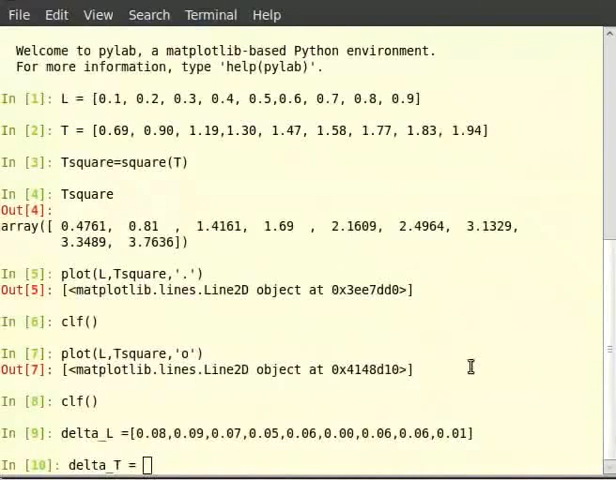 File Edit View Search Terminal Help
Welcome to pylab, a matplotlib-based Python environment.
For more information, type 'help(pylab)'.
In [1]: L = [0.1, 0.2, 0.3, 0.4, 0.5,0.6, 0.7, 0.8, 0.9]
In [2]: T = [0.69, 0.90, 1.19,1.30, 1.47, 1.58, 1.77, 1.83, 1.94]
In [3]: Tsquare=square(T)
In [4]: Tsquare
Out[4]:
array([ 0.4761, 0.81 , 1.4161, 1.69 , 2.1609, 2.4964, 3.1329,
3.3489, 3.7636])
In [5]: plot(L,Tsquare,'.')
Out[5]: [<matplotlib.lines.Line2D object at 0x3ee7dd0>]
In [6]: clf()
In [7]: plot(L,Tsquare,'o')
Out[7]: [<matplotlib.lines.Line2D object at 0x4148d10>]
In [8]: clf()
In [9]: delta_L =[0.08,0.09,0.07,0.05,0.06,0.00,0.06,0.06,0.01]
In [10]: delta_T =